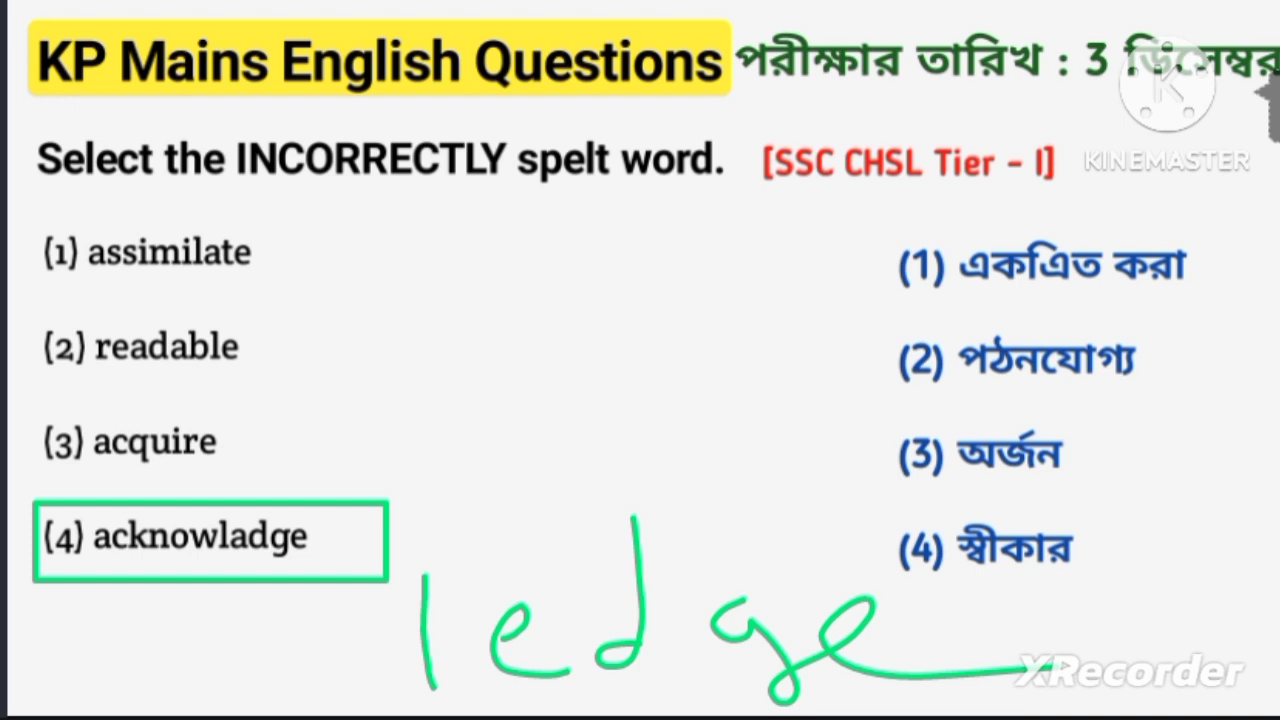 KP Mains English Questions পরীক্ষার তারিখ : 3 ডিসেম্বর
K
KINEMASTER
Select the INCORRECTLY spelt word. [SSC CHSL Tier - I]
(1) assimilate (1) একত্রিত করা
(2) readable (2) পঠনযোগ্য
(3) acquire (3) অর্জন
(4) acknowladge (4) স্বীকার
ledge
XRecorder